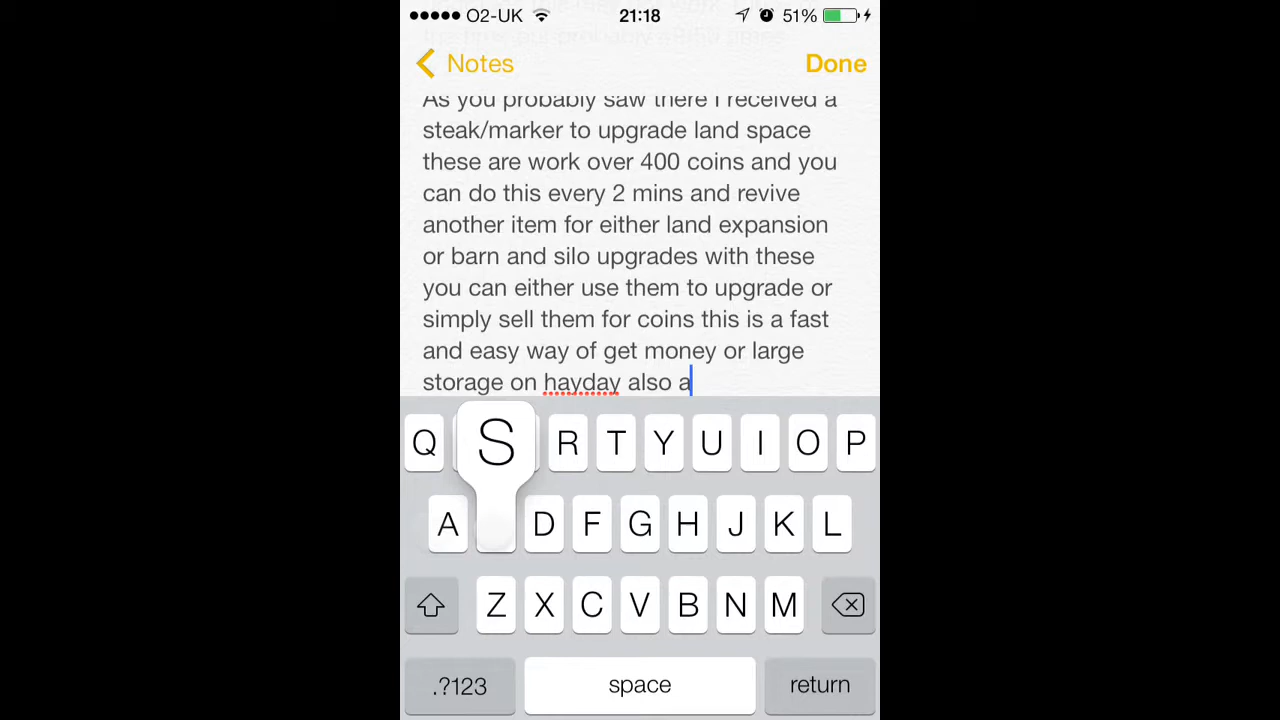 O2-UK 21:18 51%
Notes Done
As you probably saw there I received a
steak/marker to upgrade land space
these are work over 400 coins and you
can do this every 2 mins and revive
another item for either land expansion
or barn and silo upgrades with these
you can either use them to upgrade or
simply sell them for coins this is a fast
and easy way of get money or large
storage on hayday also a
Q S R T Y U I O P
A D F G H J K L
Z X C V B N M
.?123 space return